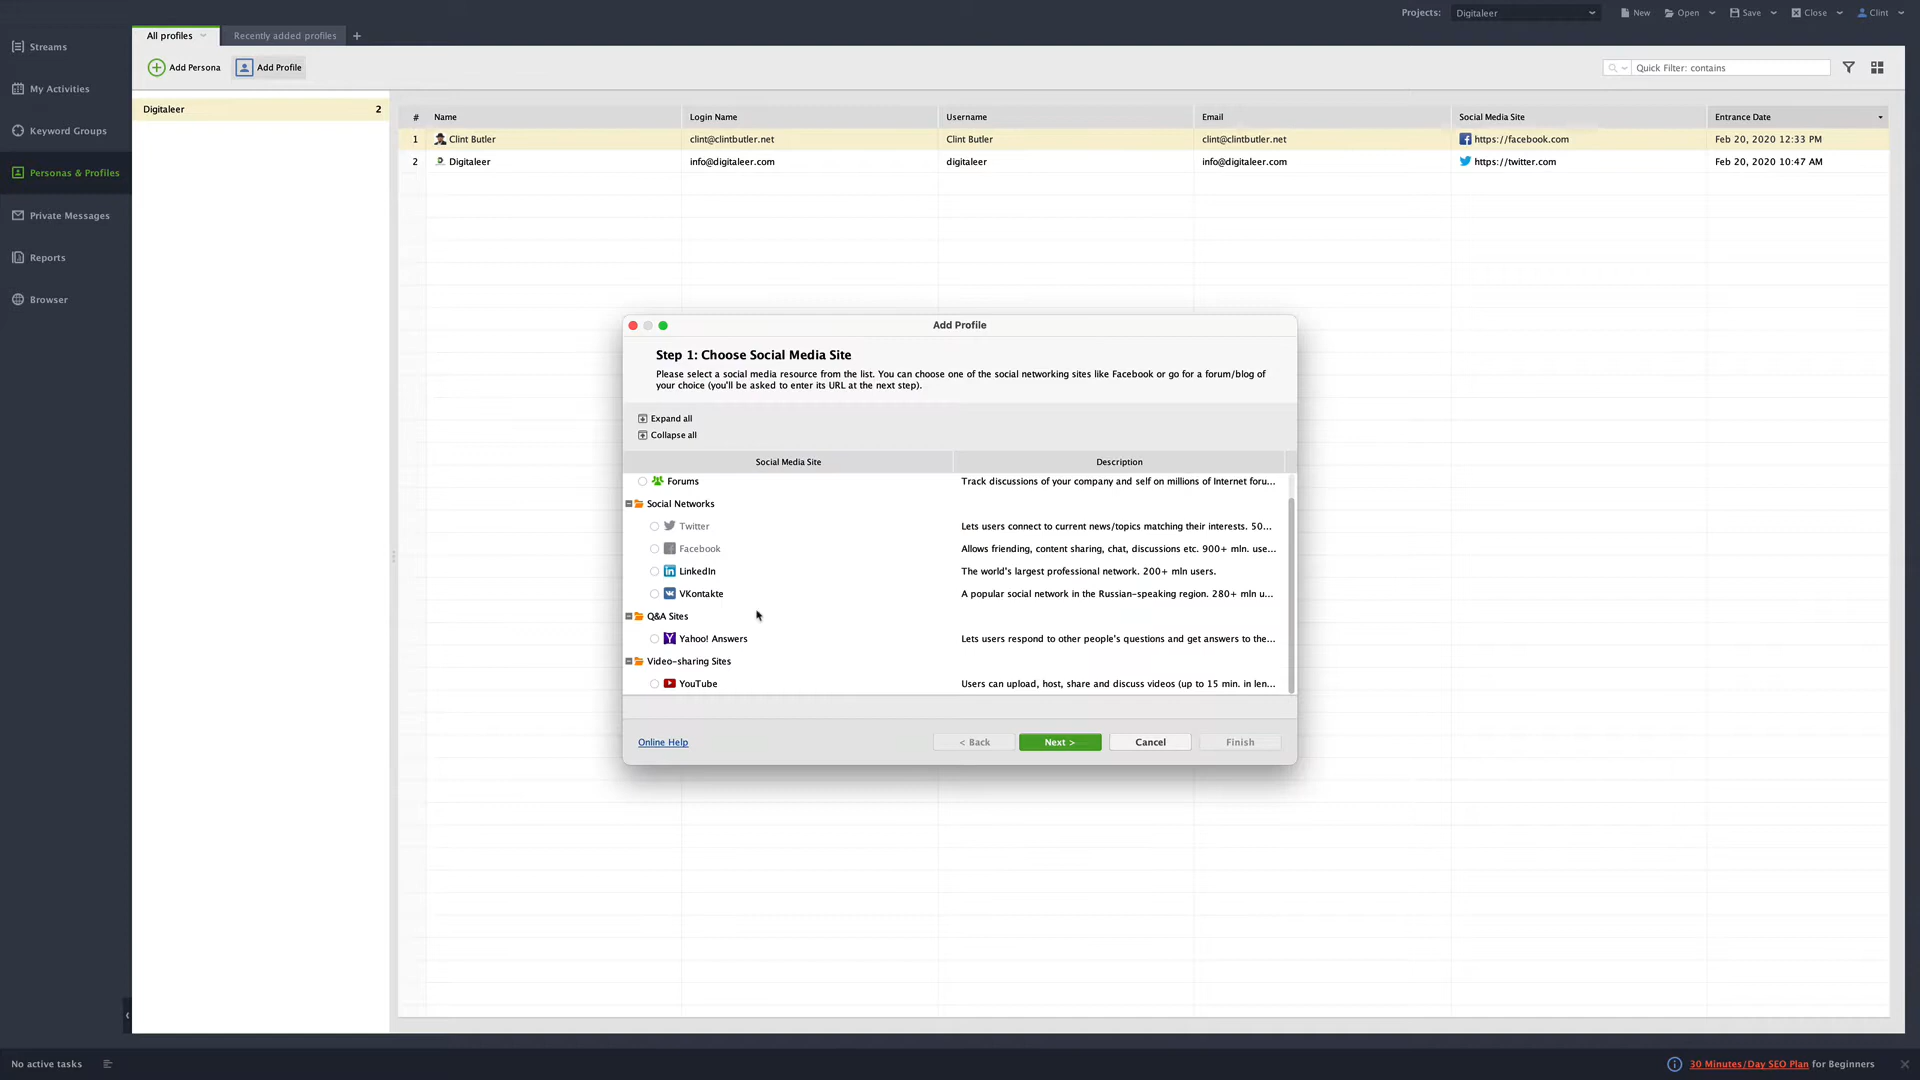 Projects: Digitaleer New Open Save Close Clint
All profiles Recently added profiles +
Streams
My Activities
Keyword Groups
Personas & Profiles
Private Messages
Reports
Browser
Add Persona Add Profile
Quick Filter: contains
Digitaleer 2
# Name Login Name Username Email Social Media Site Entrance Date
1 Clint Butler clint@clintbutler.net Clint Butler clint@clintbutler.net https://facebook.com Feb 20, 2020 12:33 PM
2 Digitaleer info@digitaleer.com digitaleer info@digitaleer.com https://twitter.com Feb 20, 2020 10:47 AM
Add Profile
Step 1: Choose Social Media Site
Please select a social media resource from the list. You can choose one of the social networking sites like Facebook or go for a forum/blog of
your choice (you'll be asked to enter its URL at the next step).
Expand all
Collapse all
Social Media Site Description
Forums Track discussions of your company and self on millions of Internet foru...
Social Networks
Twitter Lets users connect to current news/topics matching their interests. 50...
Facebook Allows friending, content sharing, chat, discussions etc. 900+ mln. use...
LinkedIn The world's largest professional network. 200+ mln users.
VKontakte A popular social network in the Russian-speaking region. 280+ mln u...
Q&A Sites
Yahoo! Answers Lets users respond to other people's questions and get answers to the...
Video-sharing Sites
YouTube Users can upload, host, share and discuss videos (up to 15 min. in len...
Online Help < Back Next > Cancel Finish
No active tasks
30 Minutes/Day SEO Plan for Beginners